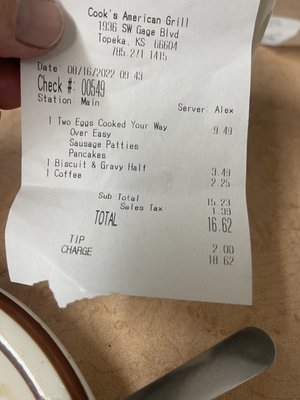 Cook's American Grill
1936 SW Gage Blvd
Topeka, KS 66604
785 271 1415
Date 08/16/2022 09:43
Check #: 00549
Station: Main Server: Alex
1 Two Eggs Cooked Your Way 9.49
Over Easy
Sausage Patties
Pancakes
1 Biscuit & Gravy Half 3.49
1 Coffee 2.25
Sub Total 15.23
Sales Tax 1.39
TOTAL 16.62
TIP 2.00
CHARGE 18.62